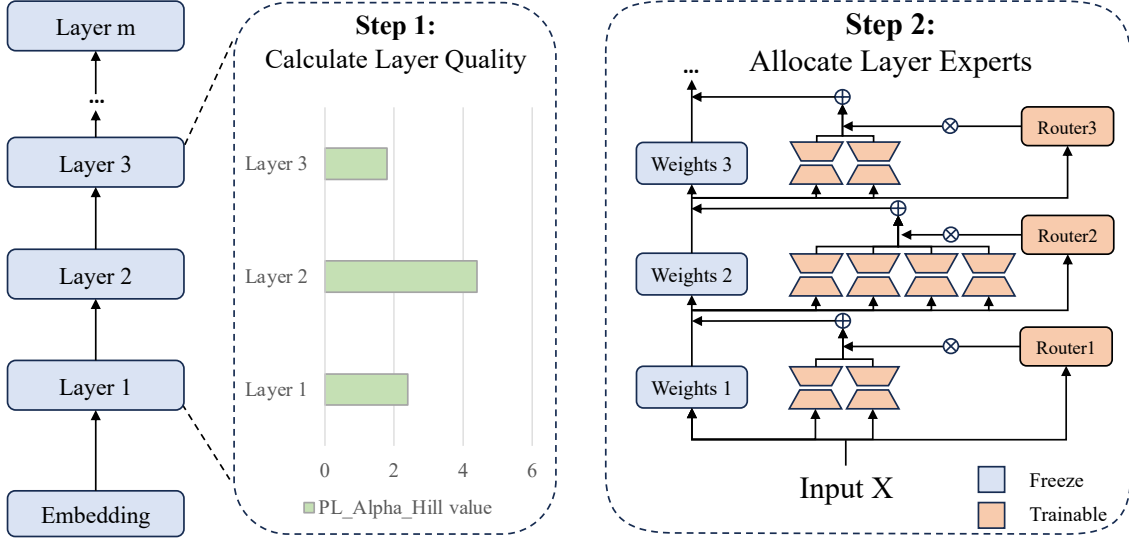 Layer m
...
Layer 3
Layer 2
Layer 1
Embedding
Step 1:
Calculate Layer Quality
Layer 3
Layer 2
Layer 1
0 2 4 6
PL_Alpha_Hill value
Step 2:
Allocate Layer Experts
...
Weights 3
Router3
Weights 2
Router2
Weights 1
Router1
Input X
Freeze
Trainable